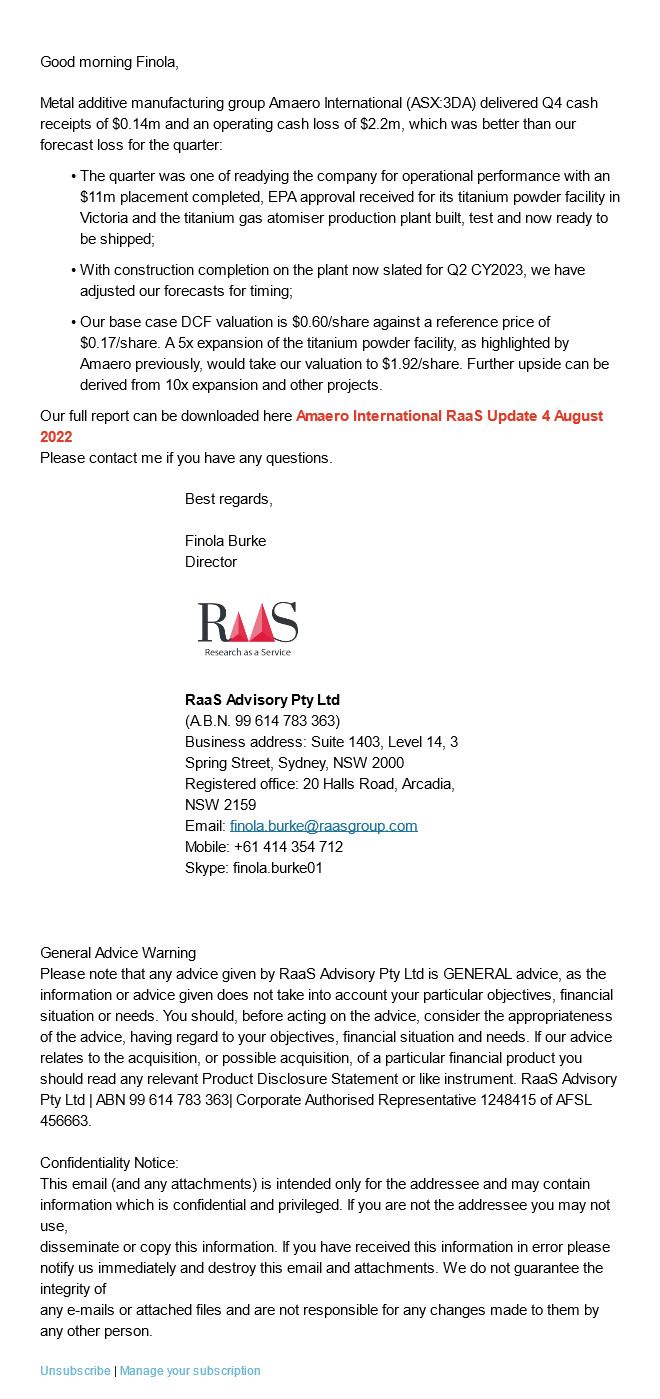 Good morning Finola,
Metal additive manufacturing group Amaero International (ASX:3DA) delivered Q4 cash
receipts of $0.14m and an operating cash loss of $2.2m, which was better than our
forecast loss for the quarter:
• The quarter was one of readying the company for operational performance with an
$11m placement completed, EPA approval received for its titanium powder facility in
Victoria and the titanium gas atomiser production plant built, test and now ready to
be shipped;
• With construction completion on the plant now slated for Q2 CY2023, we have
adjusted our forecasts for timing;
• Our base case DCF valuation is $0.60/share against a reference price of
$0.17/share. A 5x expansion of the titanium powder facility, as highlighted by
Amaero previously, would take our valuation to $1.92/share. Further upside can be
derived from 10x expansion and other projects.
Our full report can be downloaded here Amaero International RaaS Update 4 August
2022
Please contact me if you have any questions.
Best regards,
Finola Burke
Director
RAAS
Research as a Service
RaaS Advisory Pty Ltd
(A.B.N. 99 614 783 363)
Business address: Suite 1403, Level 14, 3
Spring Street, Sydney, NSW 2000
Registered office: 20 Halls Road, Arcadia,
NSW 2159
Email: finola.burke@raasgroup.com
Mobile: +61 414 354 712
Skype: finola.burke01
General Advice Warning
Please note that any advice given by RaaS Advisory Pty Ltd is GENERAL advice, as the
information or advice given does not take into account your particular objectives, financial
situation or needs. You should, before acting on the advice, consider the appropriateness
of the advice, having regard to your objectives, financial situation and needs. If our advice
relates to the acquisition, or possible acquisition, of a particular financial product you
should read any relevant Product Disclosure Statement or like instrument. RaaS Advisory
Pty Ltd | ABN 99 614 783 363| Corporate Authorised Representative 1248415 of AFSL
456663.
Confidentiality Notice:
This email (and any attachments) is intended only for the addressee and may contain
information which is confidential and privileged. If you are not the addressee you may not
use,
disseminate or copy this information. If you have received this information in error please
notify us immediately and destroy this email and attachments. We do not guarantee the
integrity of
any e-mails or attached files and are not responsible for any changes made to them by
any other person.
Unsubscribe | Manage your subscription